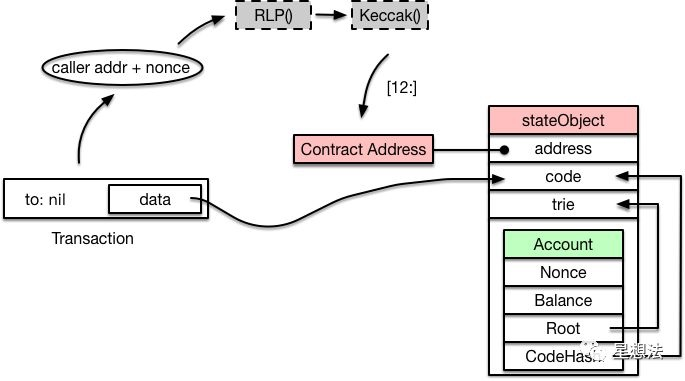 RLP()
Keccak()
caller addr + nonce
[12:]
stateObject
Contract Address
address
code
to: nil
data
trie
Transaction
Account
Nonce
Balance
Root
CodeHash
星想法